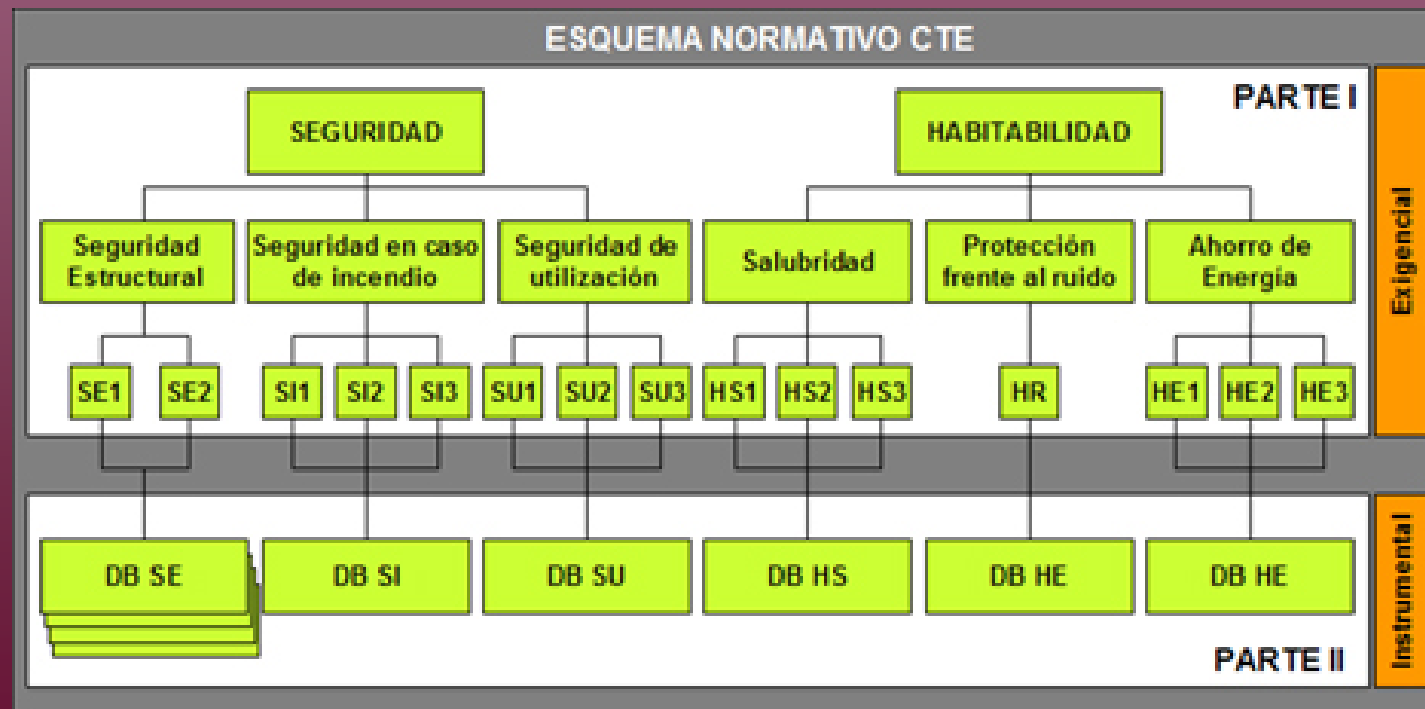 ESQUEMA NORMATIVO CTE
PARTE I
SEGURIDAD
HABITABILIDAD
Seguridad
Estructural
Seguridad en caso
de incendio
Seguridad de
utilización
Salubridad
Protección
frente al ruido
Ahorro de
Energía
Exigencial
SE1 SE2 SI1 SI2 SI3 SU1 SU2 SU3 HS1 HS2 HS3 HR HE1 HE2 HE3
DB SE DB SI DB SU DB HS DB HE DB HE
Instrumental
PARTE II